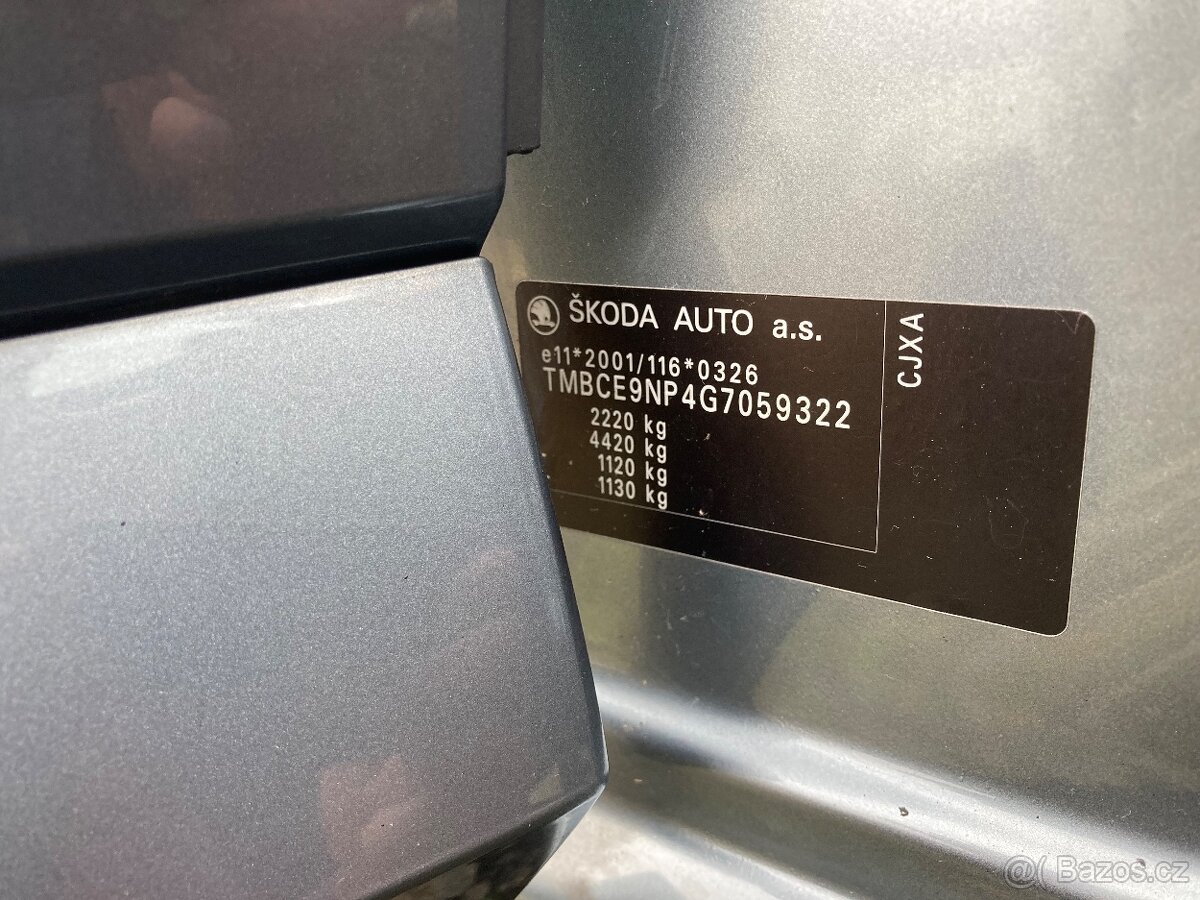 ŠKODA AUTO a.s.
e11*2001/116*0326
TMBCE9NP4G7059322
2220 kg
4420 kg
1120 kg
1130 kg
CJXA
@( Bazos.cz